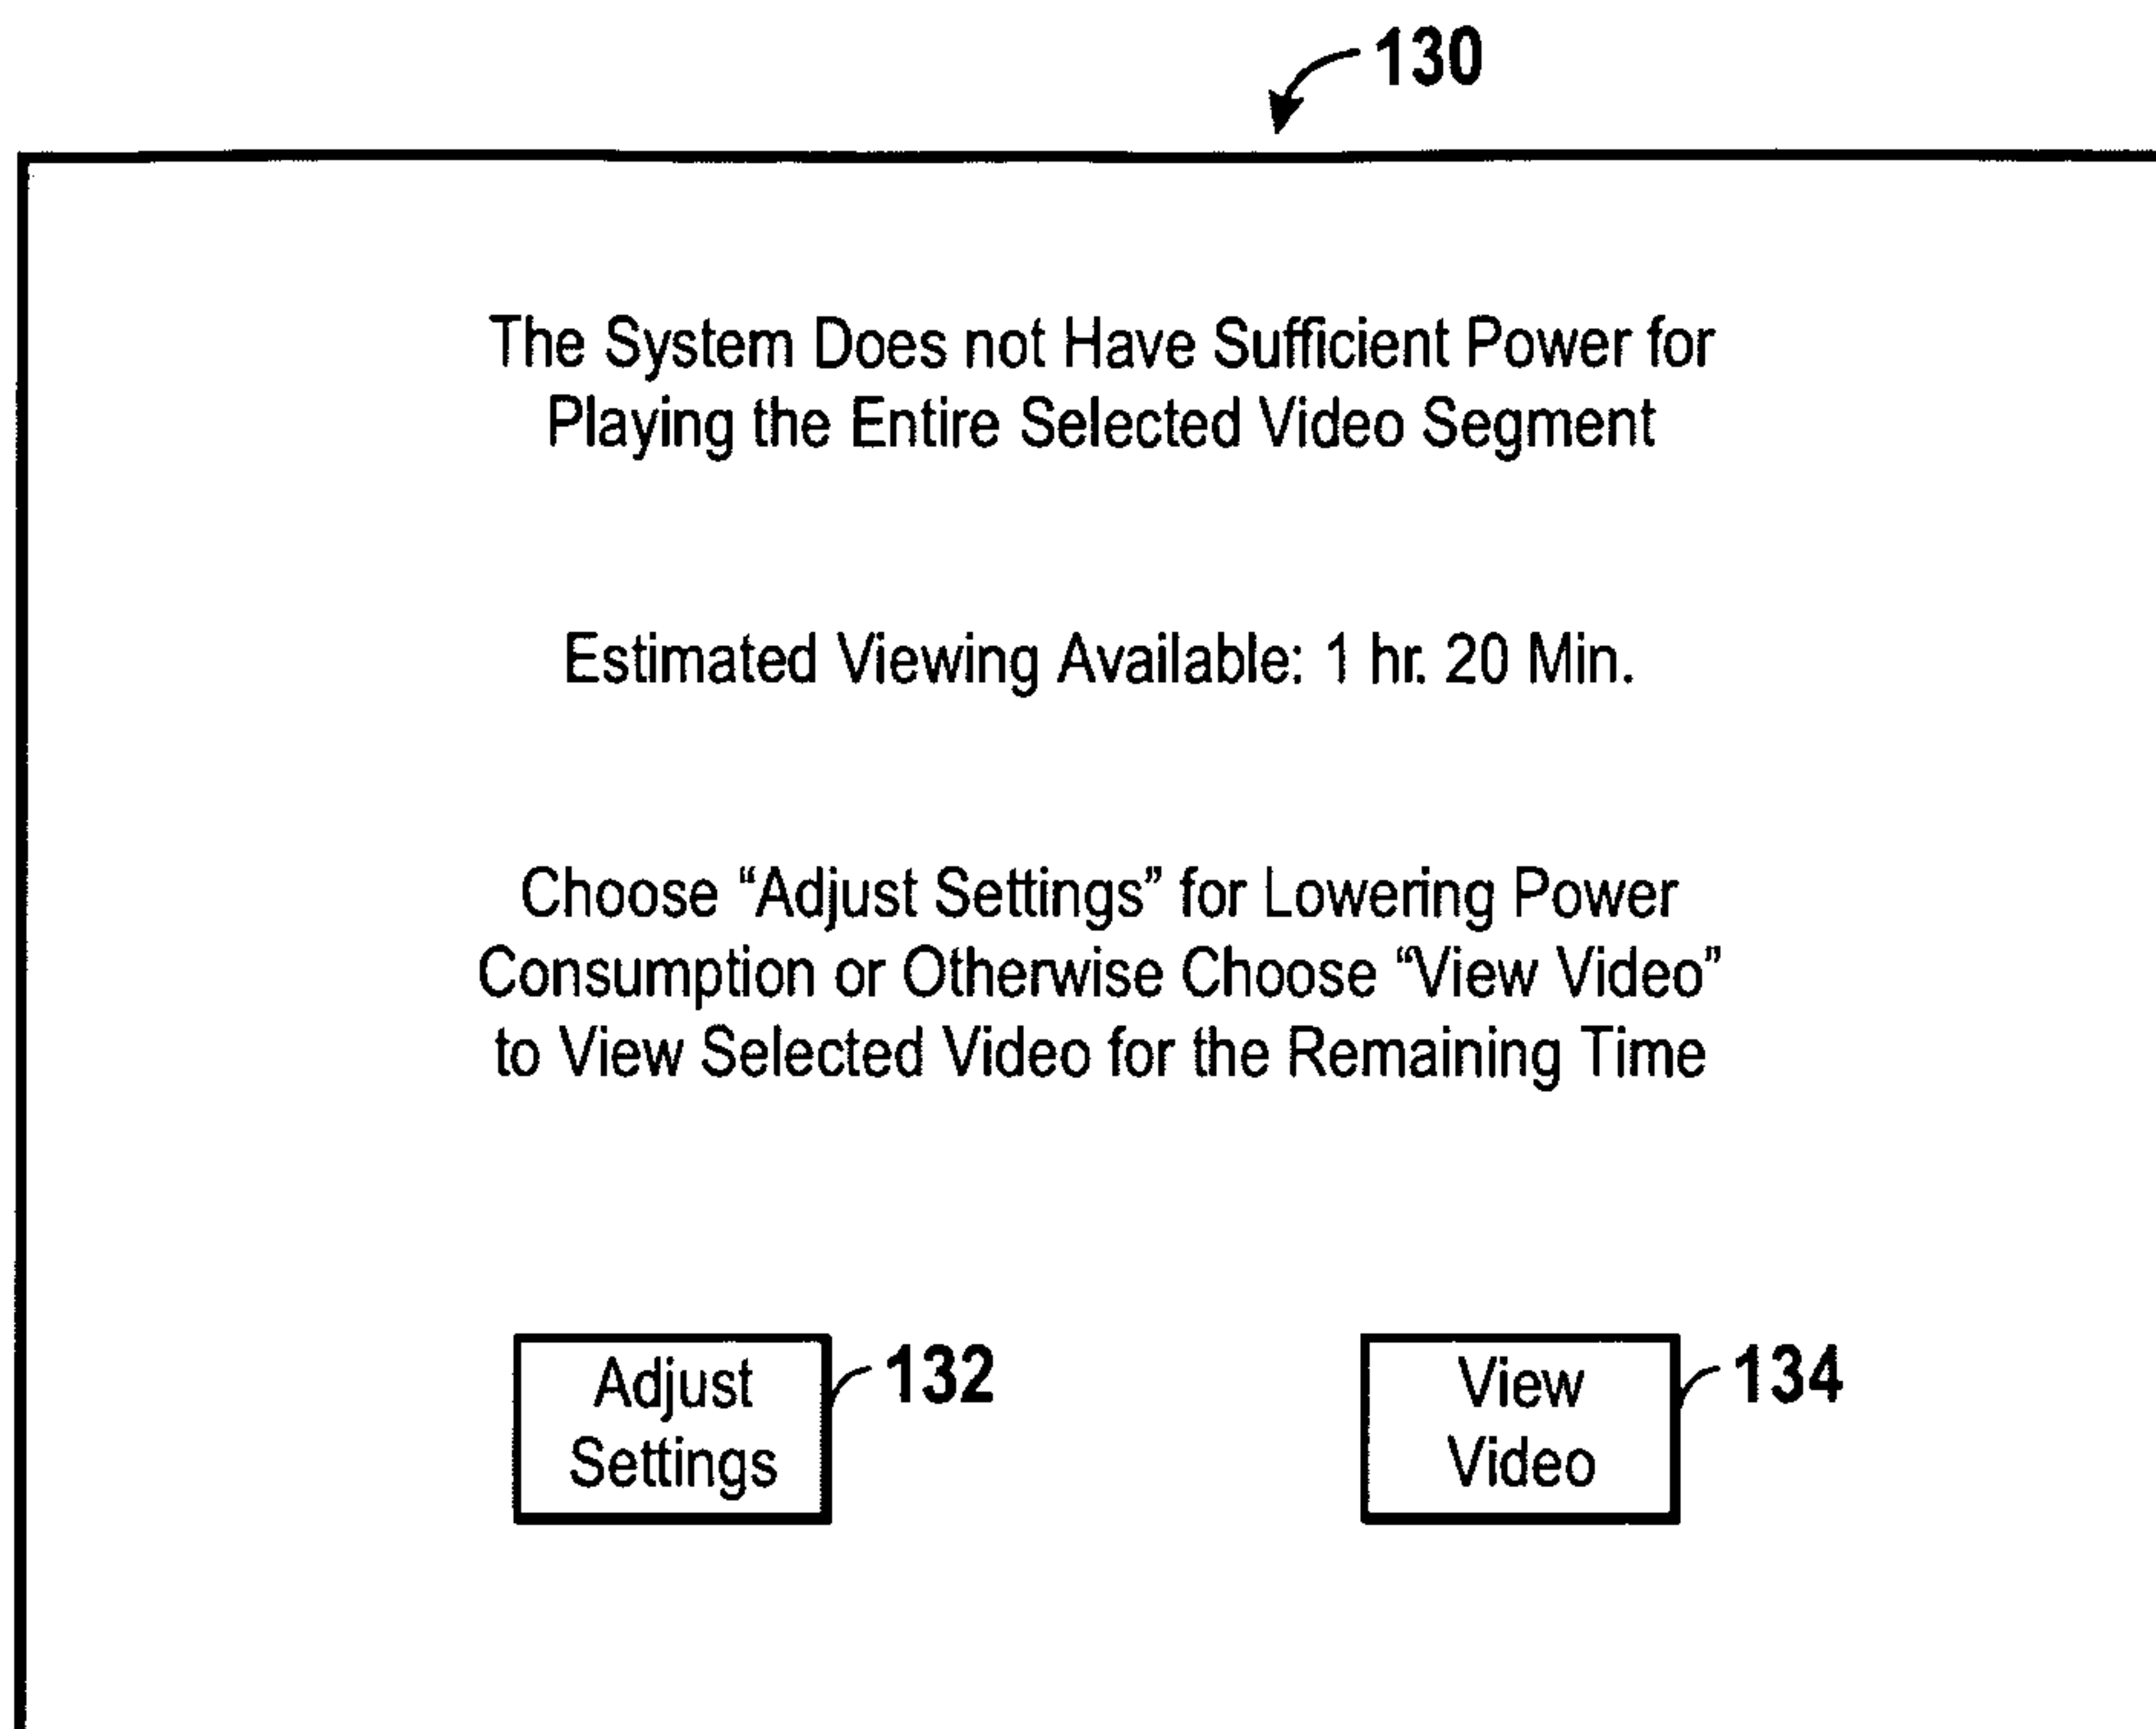 130
The System Does not Have Sufficient Power for
Playing the Entire Selected Video Segment
Estimated Viewing Available: 1 hr. 20 Min.
Choose “Adjust Settings” for Lowering Power
Consumption or Otherwise Choose “View Video”
to View Selected Video for the Remaining Time
Adjust
Settings
132
View
Video
134